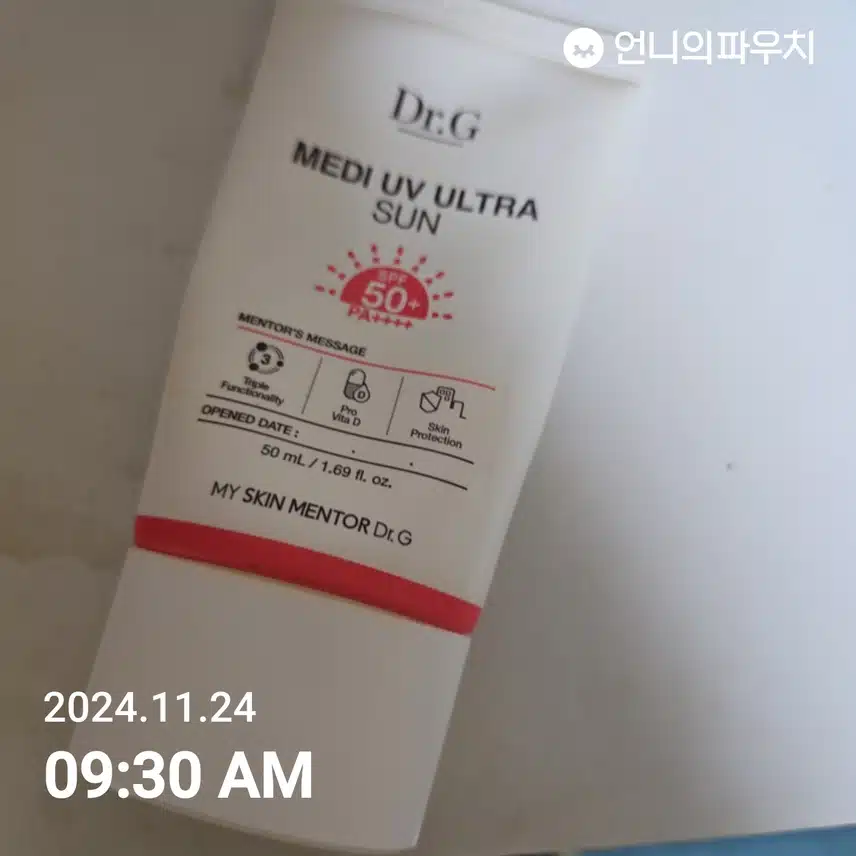 언니의파우치
Dr.G
MEDI UV ULTRA
SUN
SPF
50+
PA++++
MENTOR'S MESSAGE
3
Triple
Functionality
D
Pro
Vita D
Skin
Protection
OPENED DATE : . .
50 mL / 1.69 fl. oz.
MY SKIN MENTOR Dr.G
2024.11.24
09:30 AM